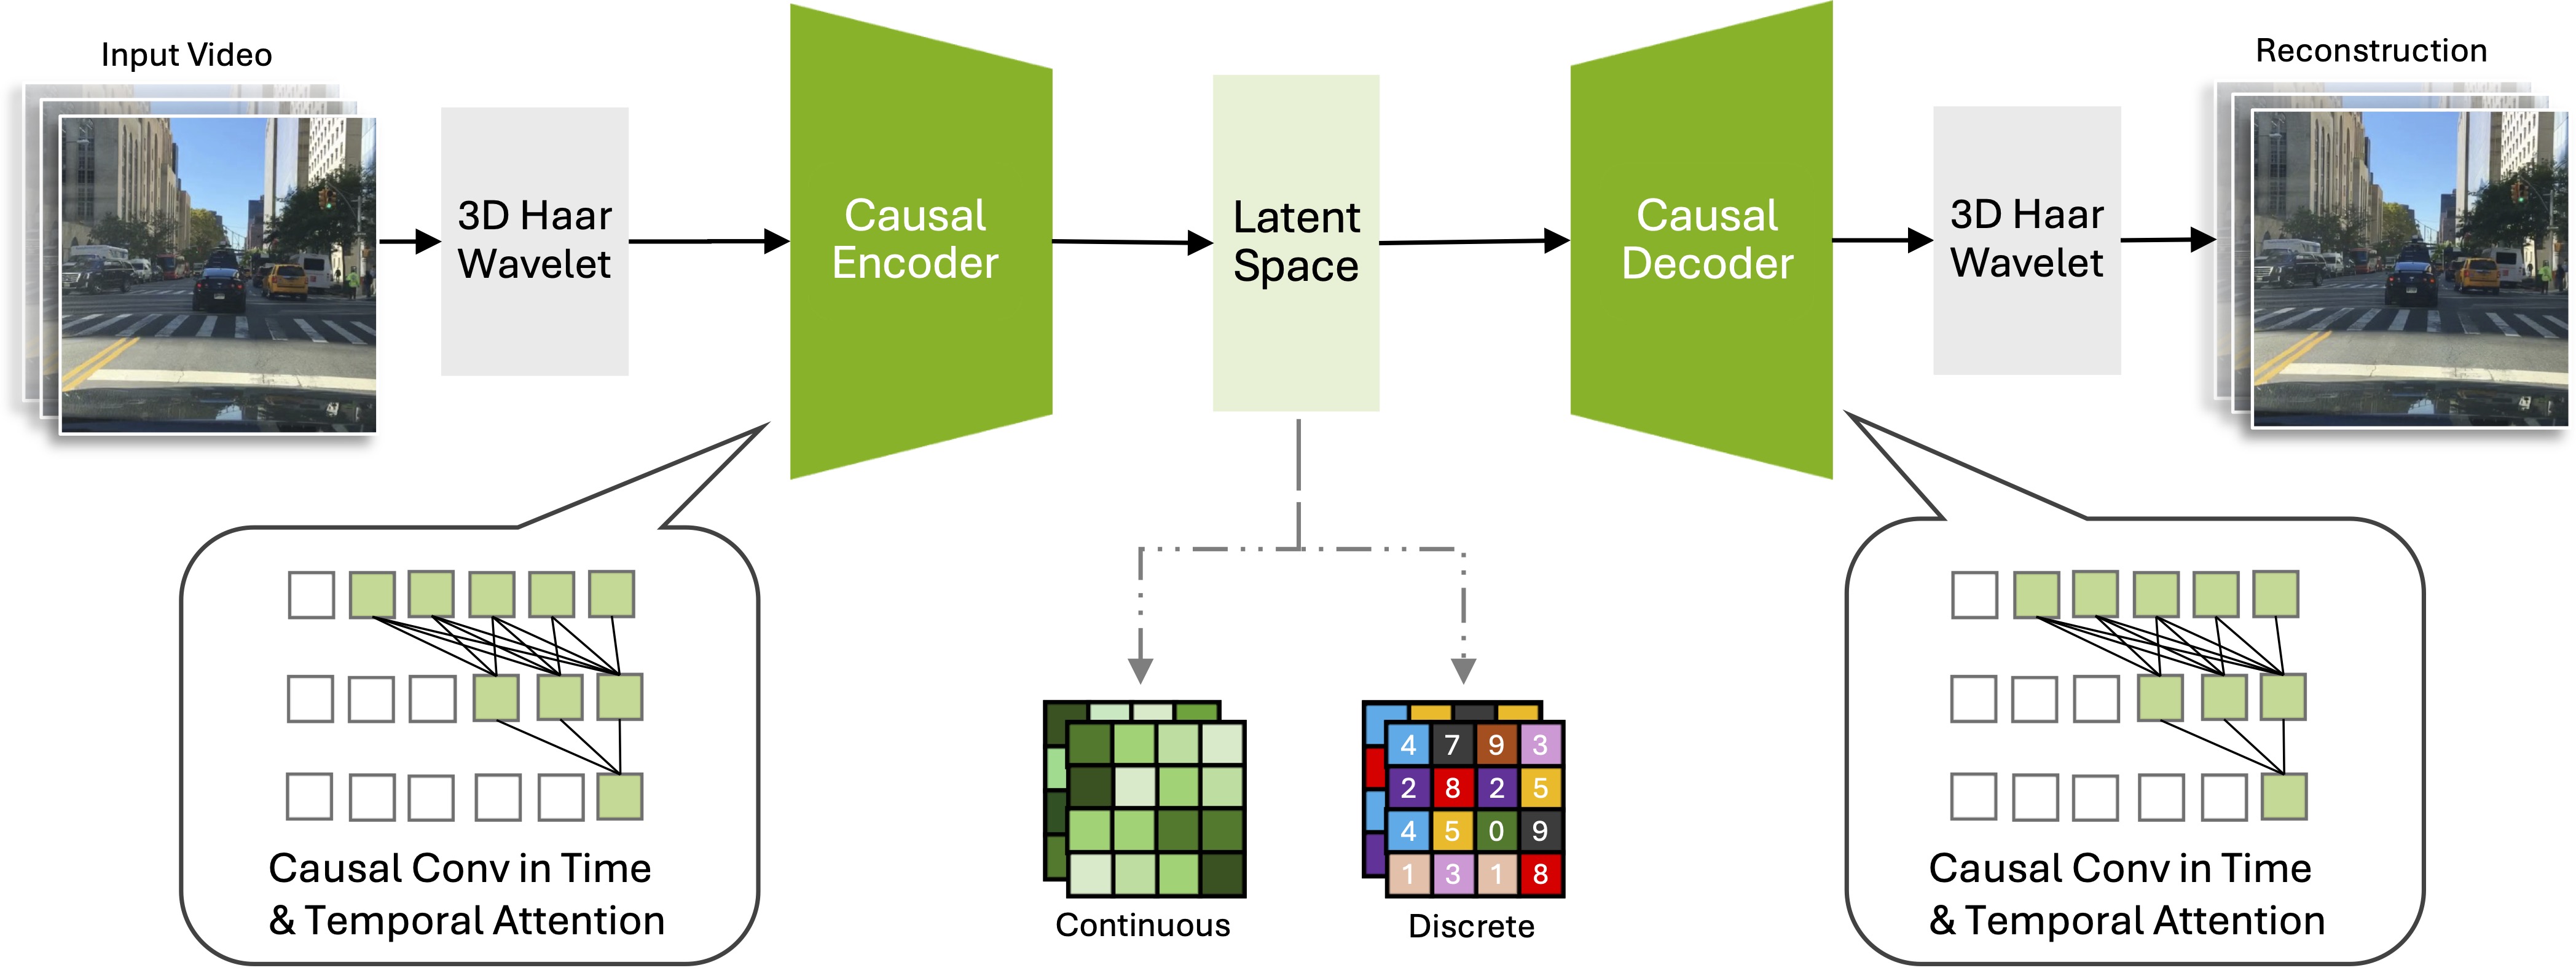 Input Video
Reconstruction
3D Haar
Wavelet
Causal
Encoder
Latent
Space
Causal
Decoder
3D Haar
Wavelet
Causal Conv in Time
& Temporal Attention
4 7 9 3
2 8 2 5
4 5 0 9
1 3 1 8
Continuous
Discrete
Causal Conv in Time
& Temporal Attention